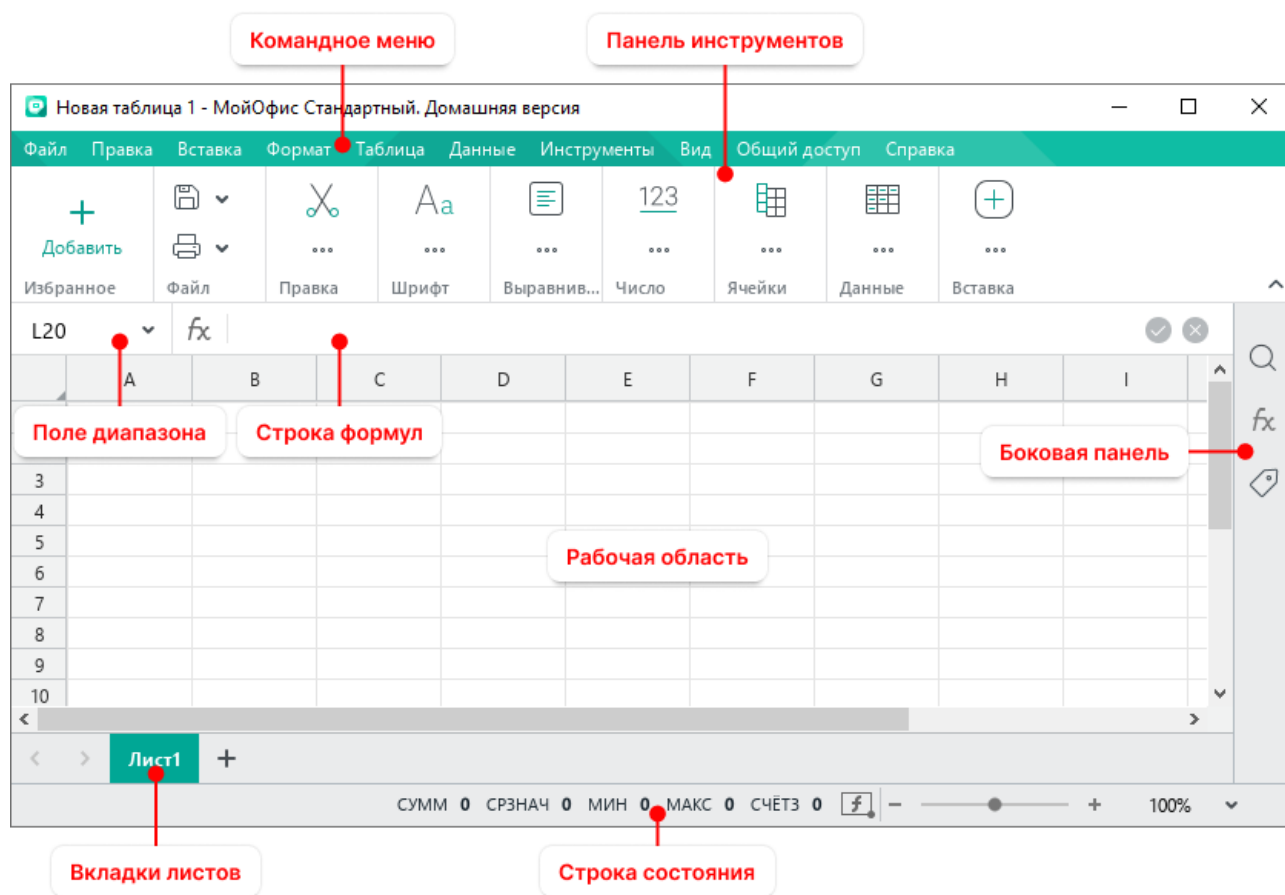 Командное меню
Панель инструментов
Новая таблица 1 - МойОфис Стандартный. Домашняя версия
Файл Правка Вставка Формат Таблица Данные Инструменты Вид Общий доступ Справка
Aa 123
Добавить
Избранное Файл Правка Шрифт Выравнив... Число Ячейки Данные Вставка
L20 fx
A B C D E F G H I
fx
Поле диапазона
Строка формул
Боковая панель
3
4
5
Рабочая область
6
7
8
9
10
Лист1
СУММ 0 СРЗНАЧ 0 МИН 0 МАКС 0 СЧЁТЗ 0 f 100%
Вкладки листов
Строка состояния